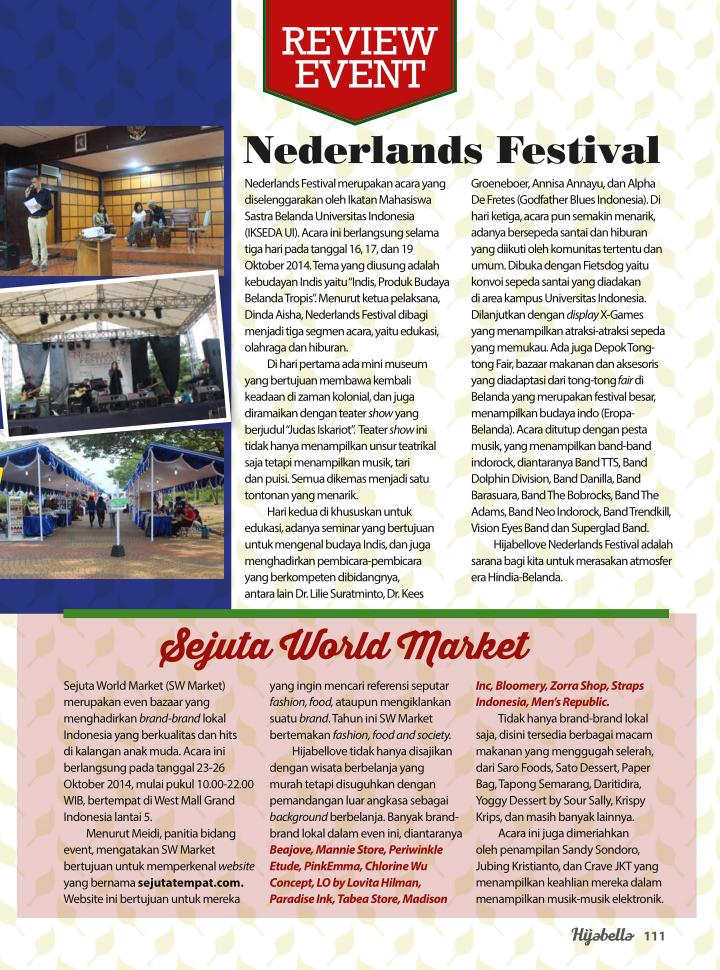 REVIEW
EVENT
Nederlands Festival
Nederlands Festival merupakan acara yang
diselenggarakan oleh Ikatan Mahasiswa
Sastra Belanda Universitas Indonesia
(IKSEDA UI). Acara ini berlangsung selama
tiga hari pada tanggal 16, 17, dan 19
Oktober 2014. Tema yang diusung adalah
kebudayan Indis yaitu “Indis, Produk Budaya
Belanda Tropis”. Menurut ketua pelaksana,
Dinda Aisha, Nederlands Festival dibagi
menjadi tiga segmen acara, yaitu edukasi,
olahraga dan hiburan.
Di hari pertama ada mini museum
yang bertujuan membawa kembali
keadaan di zaman kolonial, dan juga
diramaikan dengan teater show yang
berjudul “Judas Iskariot”. Teater show ini
tidak hanya menampilkan unsur teatrikal
saja tetapi menampilkan musik, tari
dan puisi. Semua dikemas menjadi satu
tontonan yang menarik.
Hari kedua di khususkan untuk
edukasi, adanya seminar yang bertujuan
untuk mengenal budaya Indis, dan juga
menghadirkan pembicara-pembicara
yang berkompeten dibidangnya,
antara lain Dr. Lilie Suratminto, Dr. Kees
Groeneboer, Annisa Annayu, dan Alpha
De Fretes (Godfather Blues Indonesia). Di
hari ketiga, acara pun semakin menarik,
adanya bersepeda santai dan hiburan
yang diikuti oleh komunitas tertentu dan
umum. Dibuka dengan Fietsdog yaitu
konvoi sepeda santai yang diadakan
di area kampus Universitas Indonesia.
Dilanjutkan dengan display X-Games
yang menampilkan atraksi-atraksi sepeda
yang memukau. Ada juga Depok Tong-
tong Fair, bazaar makanan dan aksesoris
yang diadaptasi dari tong-tong fair di
Belanda yang merupakan festival besar,
menampilkan budaya indo (Eropa-
Belanda). Acara ditutup dengan pesta
musik, yang menampilkan band-band
indorock, diantaranya Band TTS, Band
Dolphin Division, Band Danilla, Band
Barasuara, Band The Bobrocks, Band The
Adams, Band Neo Indorock, Band Trendkill,
Vision Eyes Band dan Superglad Band.
Hijabellove Nederlands Festival adalah
sarana bagi kita untuk merasakan atmosfer
era Hindia-Belanda.
Sejuta World Market
Sejuta World Market (SW Market)
merupakan even bazaar yang
menghadirkan brand-brand lokal
Indonesia yang berkualitas dan hits
di kalangan anak muda. Acara ini
berlangsung pada tanggal 23-26
Oktober 2014, mulai pukul 10.00-22.00
WIB, bertempat di West Mall Grand
Indonesia lantai 5.
Menurut Meidi, panitia bidang
event, mengatakan SW Market
bertujuan untuk memperkenal website
yang bernama sejutatempat.com.
Website ini bertujuan untuk mereka
yang ingin mencari referensi seputar
fashion, food, ataupun mengiklankan
suatu brand. Tahun ini SW Market
bertemakan fashion, food and society.
Hijabellove tidak hanya disajikan
dengan wisata berbelanja yang
murah tetapi disuguhkan dengan
pemandangan luar angkasa sebagai
background berbelanja. Banyak brand-
brand lokal dalam even ini, diantaranya
Beajove, Mannie Store, Periwinkle
Etude, PinkEmma, Chlorine Wu
Concept, LO by Lovita Hilman,
Paradise Ink, Tabea Store, Madison
Inc, Bloomery, Zorra Shop, Straps
Indonesia, Men’s Republic.
Tidak hanya brand-brand lokal
saja, disini tersedia berbagai macam
makanan yang menggugah selerah,
dari Saro Foods, Sato Dessert, Paper
Bag, Tapong Semarang, Daritidira,
Yoggy Dessert by Sour Sally, Krispy
Krips, dan masih banyak lainnya.
Acara ini juga dimeriahkan
oleh penampilan Sandy Sondoro,
Jubing Kristianto, dan Crave JKT yang
menampilkan keahlian mereka dalam
menampilkan musik-musik elektronik.
Hijabella 111